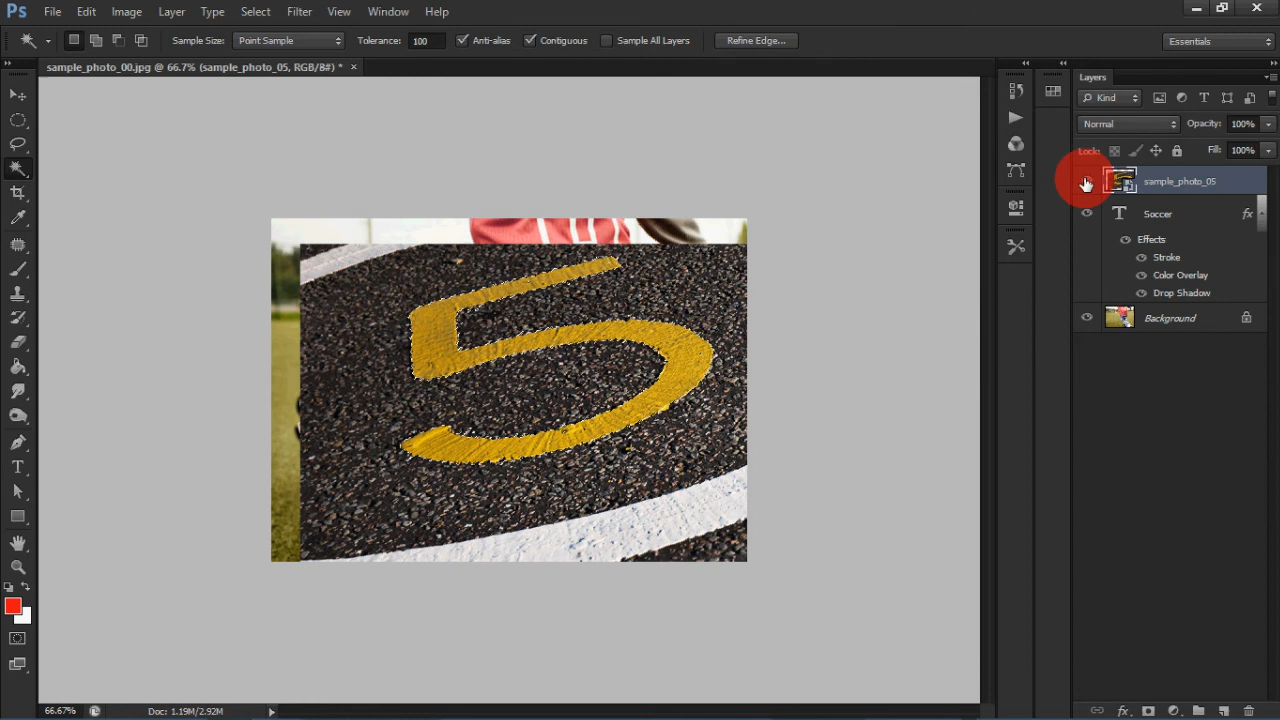 Ps File Edit Image Layer Type Select Filter View Window Help
Sample Size: Point Sample Tolerance: 100 Anti-alias Contiguous Sample All Layers Refine Edge... Essentials
sample_photo_00.jpg @ 66.7% (sample_photo_05, RGB/8#) * ×
Layers
Kind
Normal Opacity: 100%
Lock: Fill: 100%
sample_photo_05
T Soccer fx
Effects
Stroke
Color Overlay
Drop Shadow
Background
5
66.67% Doc: 1.19M/2.92M